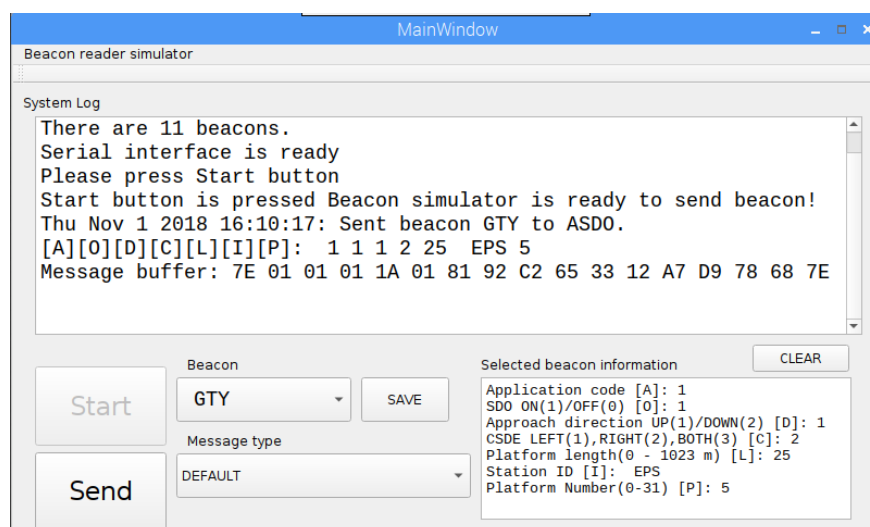 MainWindow
Beacon reader simulator
System Log
There are 11 beacons.
Serial interface is ready
Please press Start button
Start button is pressed Beacon simulator is ready to send beacon!
Thu Nov 1 2018 16:10:17: Sent beacon GTY to ASDO.
[A][O][D][C][L][I][P]:  1 1 1 2 25  EPS 5
Message buffer: 7E 01 01 01 1A 01 81 92 C2 65 33 12 A7 D9 78 68 7E
Start
Send
Beacon
GTY
SAVE
Message type
DEFAULT
Selected beacon information
CLEAR
Application code [A]: 1
SDO ON(1)/OFF(0) [O]: 1
Approach direction UP(1)/DOWN(2) [D]: 1
CSDE LEFT(1),RIGHT(2),BOTH(3) [C]: 2
Platform length(0 - 1023 m) [L]: 25
Station ID [I]:  EPS
Platform Number(0-31) [P]: 5